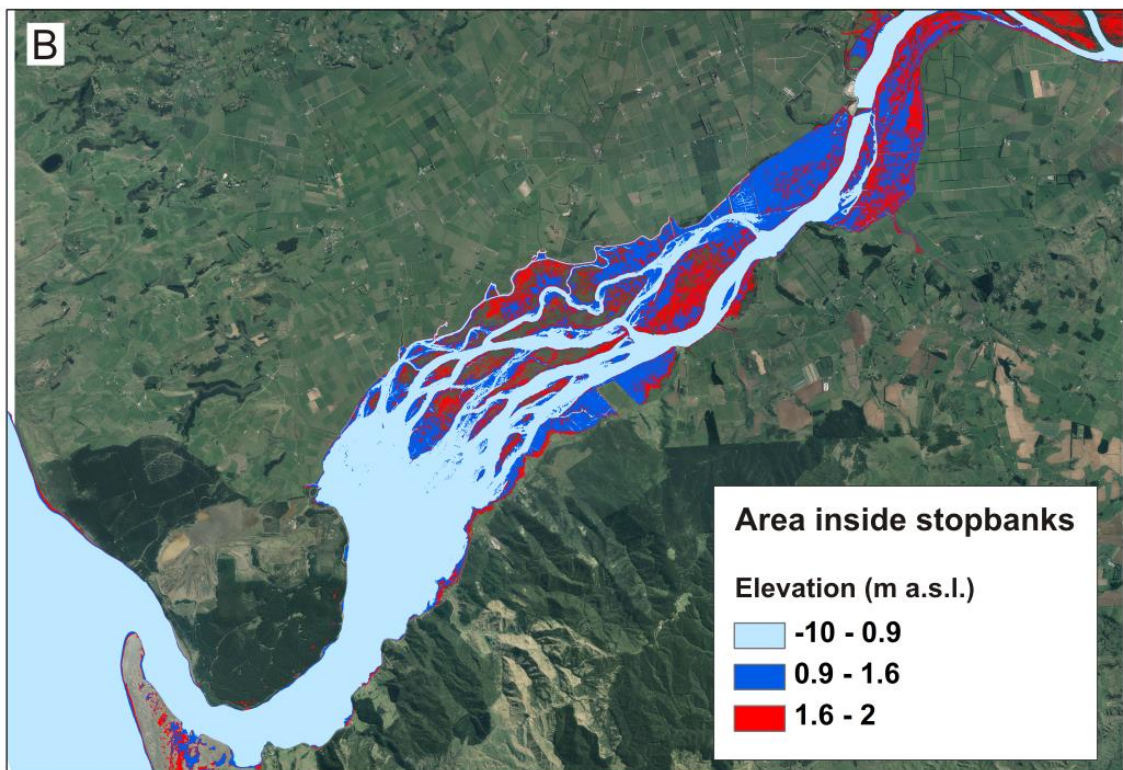 B
Area inside stopbanks
Elevation (m a.s.l.)
-10 - 0.9
0.9 - 1.6
1.6 - 2